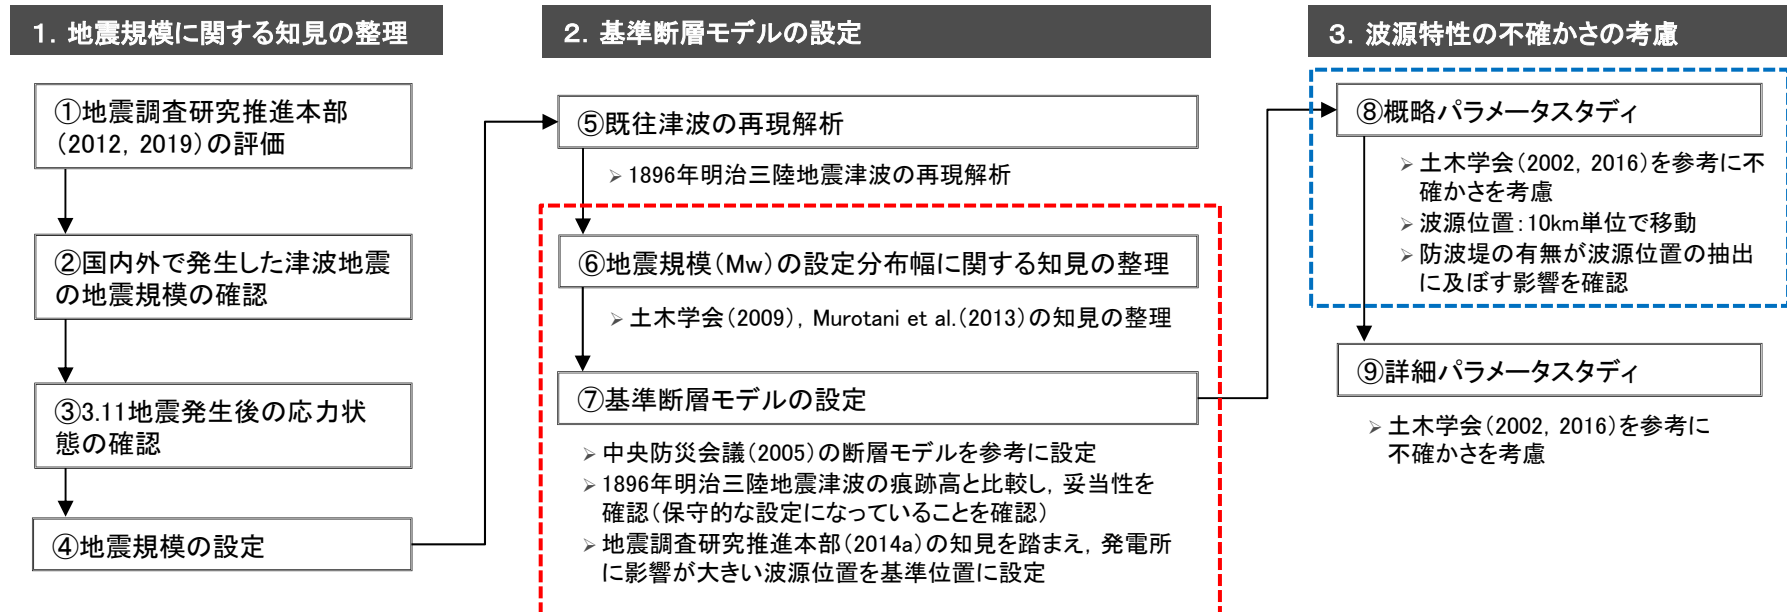 1．地震規模に関する知見の整理
①地震調査研究推進本部
（2012，2019）の評価
②国内外で発生した津波地震
の地震規模の確認
③3.11地震発生後の応力状
態の確認
④地震規模の設定
2．基準断層モデルの設定
⑤既往津波の再現解析
➢1896年明治三陸地震津波の再現解析
⑥地震規模（Mw）の設定分布幅に関する知見の整理
➢土木学会（2009），Murotani et al.（2013）の知見の整理
⑦基準断層モデルの設定
➢中央防災会議（2005）の断層モデルを参考に設定
➢1896年明治三陸地震津波の痕跡高と比較し，妥当性を
確認（保守的な設定になっていることを確認）
➢地震調査研究推進本部（2014a）の知見を踏まえ，発電所
に影響が大きい波源位置を基準位置に設定
3．波源特性の不確かさの考慮
⑧概略パラメータスタディ
➢土木学会（2002，2016）を参考に不
確かさを考慮
➢波源位置：10km単位で移動
➢防波堤の有無が波源位置の抽出
に及ぼす影響を確認
⑨詳細パラメータスタディ
➢土木学会（2002，2016）を参考に
不確かさを考慮